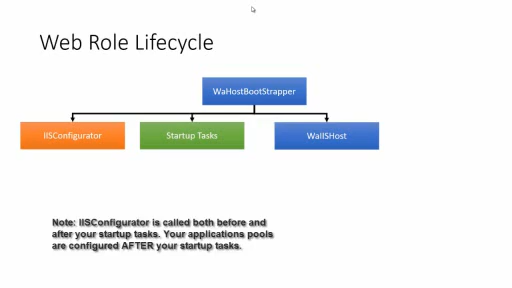 Web Role Lifecycle
WaHostBootStrapper
IISConfigurator
Startup Tasks
WaIISHost
Note: IISConfigurator is called both before and
after your startup tasks. Your applications pools
are configured AFTER your startup tasks.